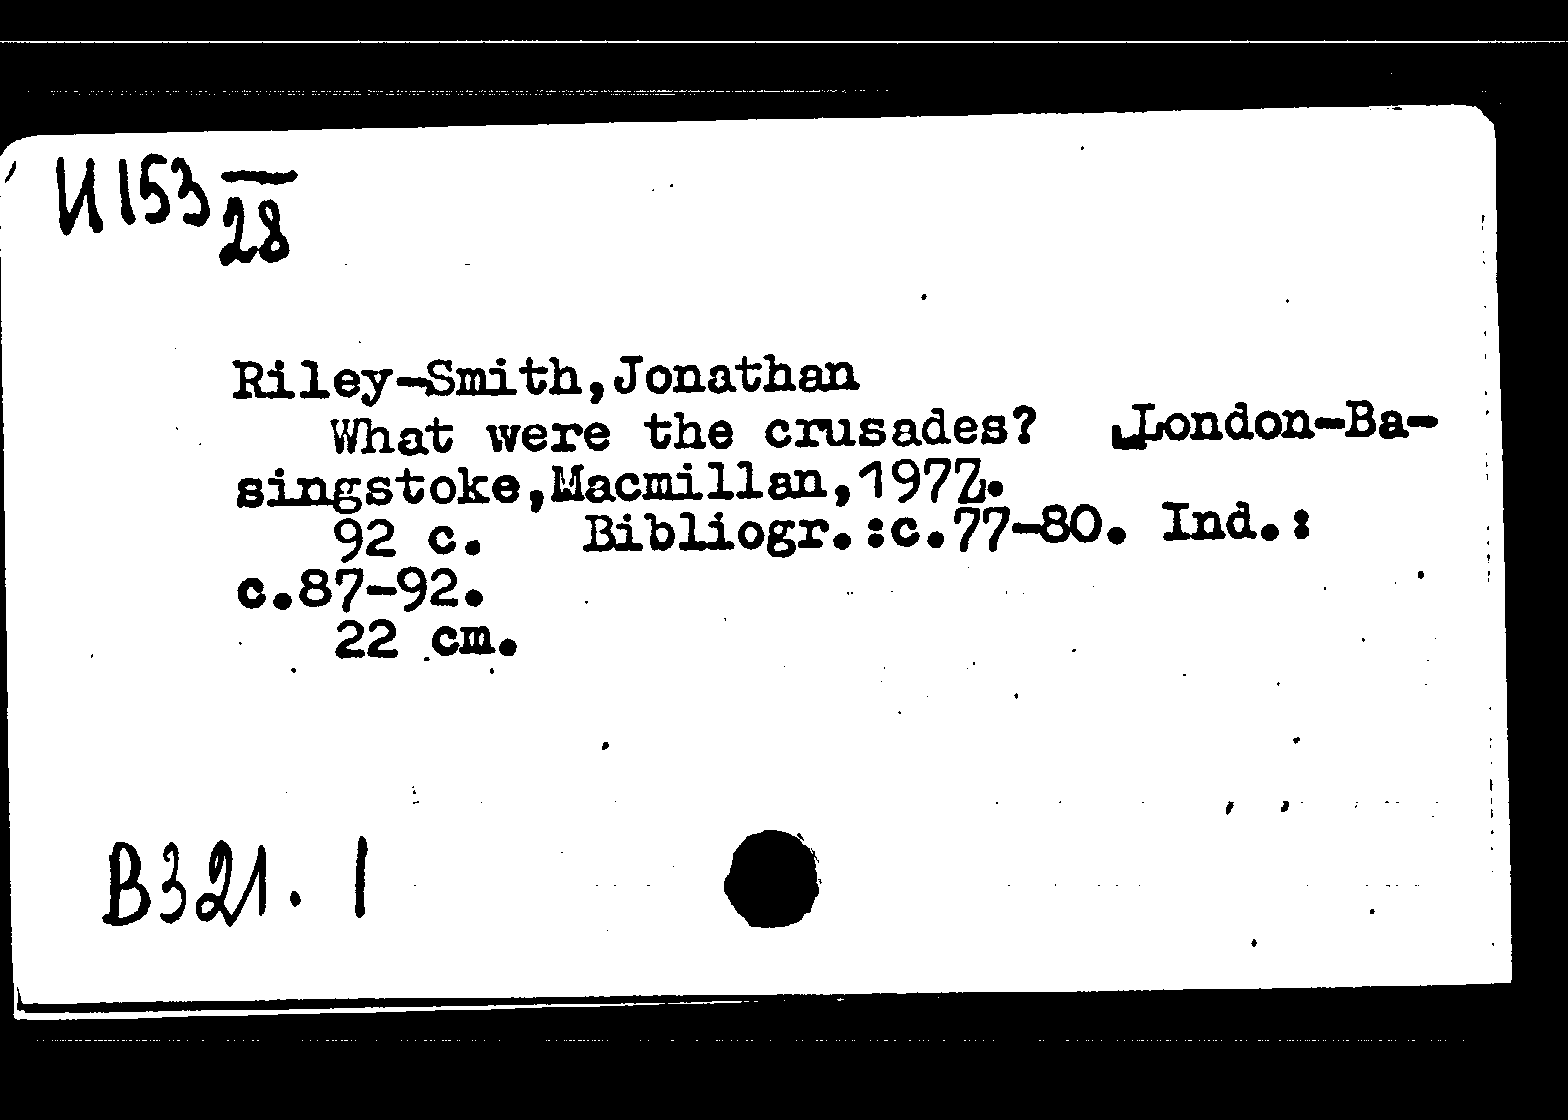 И153
28
Riley-Smith,Jonathan
What were the crusades? London-Ba-
singstoke,Macmillan,1977.
92 c. Bibliogr.:c.77-80. Ind.:
c.87-92.
22 cm.
В321.1